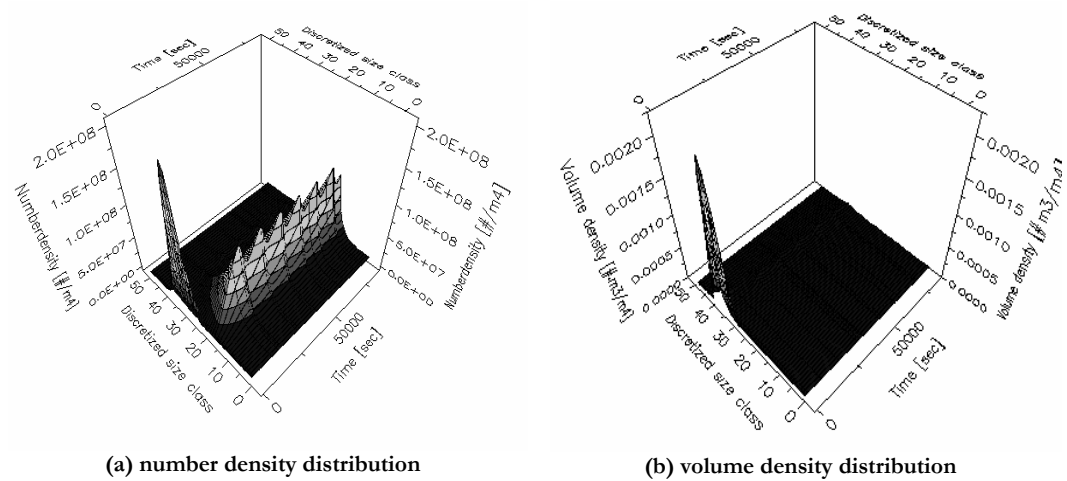 Time [sec]
0
50000
Discretized size class
50
40
30
20
10
0
2.0E+08
1.5E+08
1.0E+08
5.0E+07
0.0E+00
Numberdensity [#/m4]
2.0E+08
1.5E+08
1.0E+08
5.0E+07
0.0E+00
Numberdensity [#/m4]
50
40
30
20
10
0
Discretized size class
0
50000
Time [sec]
(a) number density distribution
Time [sec]
0
50000
Discretized size class
50
40
30
20
10
0
0.0020
0.0015
0.0010
0.0005
0.0000
Volume density [#m3/m4]
0.0020
0.0015
0.0010
0.0005
0.0000
Volume density [#m3/m4]
50
40
30
20
10
0
Discretized size class
0
50000
Time [sec]
(b) volume density distribution